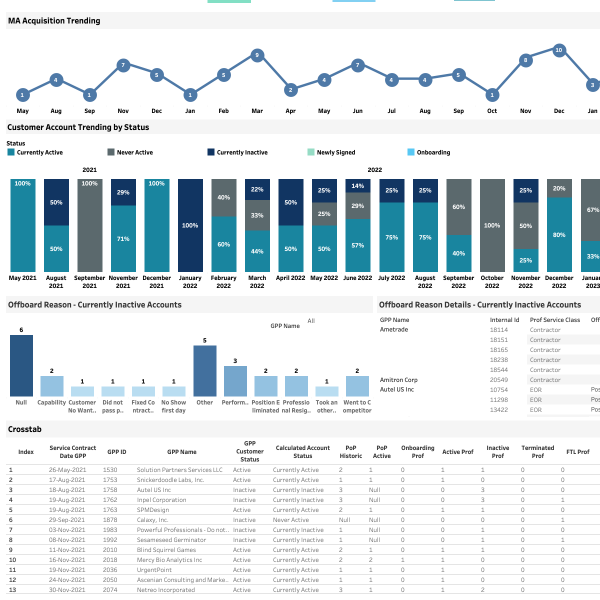 MA Acquisition Trending
1 4 1 7 5 1 5 9 2 4 7 4 4 5 1 8 10 3
May Aug Sep Nov Dec Jan Feb Mar Apr May Jun Jul Aug Sep Oct Nov Dec Jan
Customer Account Trending by Status
Status
Currently Active Never Active Currently Inactive Newly Signed Onboarding
2021 2022
100% 50% 50% 100% 29% 71% 100% 100% 40% 60% 22% 33% 44% 50% 50% 25% 25% 50% 14% 29% 57% 25% 75% 25% 75% 60% 40% 100% 25% 50% 25% 20% 80% 67% 33%
May 2021 August 2021 September 2021 November 2021 December 2021 January 2022 February 2022 March 2022 April 2022 May 2022 June 2022 July 2022 August 2022 September 2022 October 2022 November 2022 December 2022 Januar 2023
Offboard Reason - Currently Inactive Accounts
GPP Name All
6 2 1 1 1 1 5 3 2 2 1 2
Null Capability Customer No Want.. Did not pass p.. Fixed Co ntract.. No Show first day Other Perform.. Position E liminated Professio nal Resig.. Took an other.. Went to C ompetitor
Offboard Reason Details - Currently Inactive Accounts
GPP Name Internal Id Prof Service Class Off
Ametrade 18114 Contractor
18151 Contractor
18165 Contractor
18238 Contractor
18544 Contractor
Amitron Corp 20549 Contractor
Autel US Inc 10754 EOR Pos
11298 EOR Pos
13422 EOR Pos
Crosstab
Index Service Contract Date GPP GPP ID GPP Name GPP Customer Status Calculated Account Status PoP Historic PoP Active Onboarding Prof Active Prof Inactive Prof Terminated Prof FTL Prof
1 26-May-2021 1530 Solution Partners Services LLC Active Currently Active 2 1 0 1 1 0 0
2 17-Aug-2021 1753 Snickerdoodle Labs, Inc. Active Currently Active 1 1 0 1 0 0 0
3 18-Aug-2021 1758 Autel US Inc Inactive Currently Inactive 3 Null 0 0 3 0 0
4 19-Aug-2021 1762 Inpel Corporation Inactive Currently Inactive 3 Null 0 0 3 0 0
5 19-Aug-2021 1763 SPMDesign Active Currently Active 2 1 0 1 1 0 0
6 29-Sep-2021 1878 Calaxy, Inc. Inactive Never Active Null Null 0 0 0 0 1
7 03-Nov-2021 1983 Powerful Professionals - Do not.. Inactive Currently Inactive 1 Null 0 0 1 0 0
8 08-Nov-2021 1992 Sesameseed Germinator Inactive Currently Inactive 1 Null 0 0 1 0 1
9 11-Nov-2021 2010 Blind Squirrel Games Active Currently Active 2 1 0 1 1 0 0
10 16-Nov-2021 2018 Mercy Bio Analytics Inc Active Currently Active 2 2 1 1 0 0 0
11 19-Nov-2021 2036 UrgentPoint Active Currently Active 1 1 0 1 0 0 0
12 24-Nov-2021 2050 Ascenian Consulting and Marke.. Active Currently Active 1 1 0 1 0 0 0
13 30-Nov-2021 2074 Netreo Incorporated Active Currently Active 3 1 0 1 2 0 0